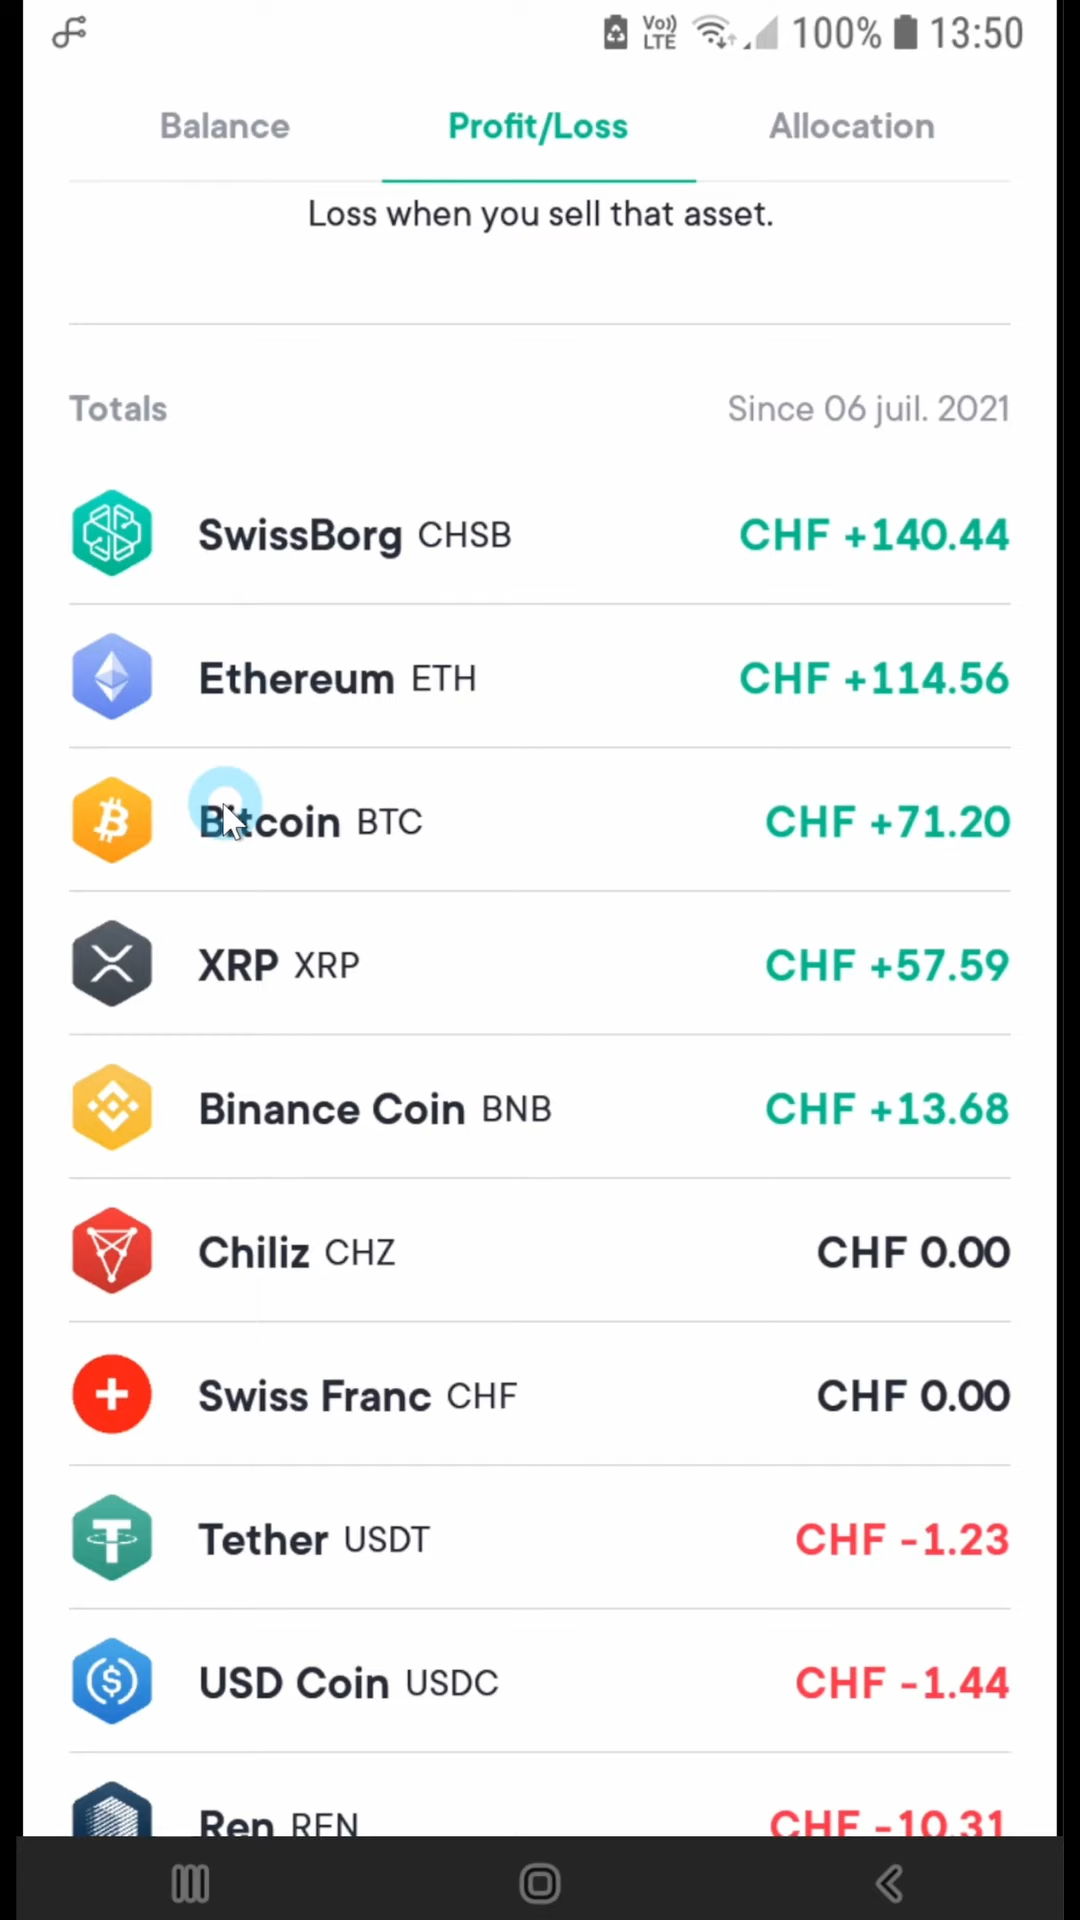 Vo))
LTE
100% 13:50
Balance Profit/Loss Allocation
Loss when you sell that asset.
Totals Since 06 juil. 2021
SwissBorg CHSB CHF +140.44
Ethereum ETH CHF +114.56
Bitcoin BTC CHF +71.20
XRP XRP CHF +57.59
Binance Coin BNB CHF +13.68
Chiliz CHZ CHF 0.00
Swiss Franc CHF CHF 0.00
Tether USDT CHF -1.23
USD Coin USDC CHF -1.44
Ren REN CHF -10.31